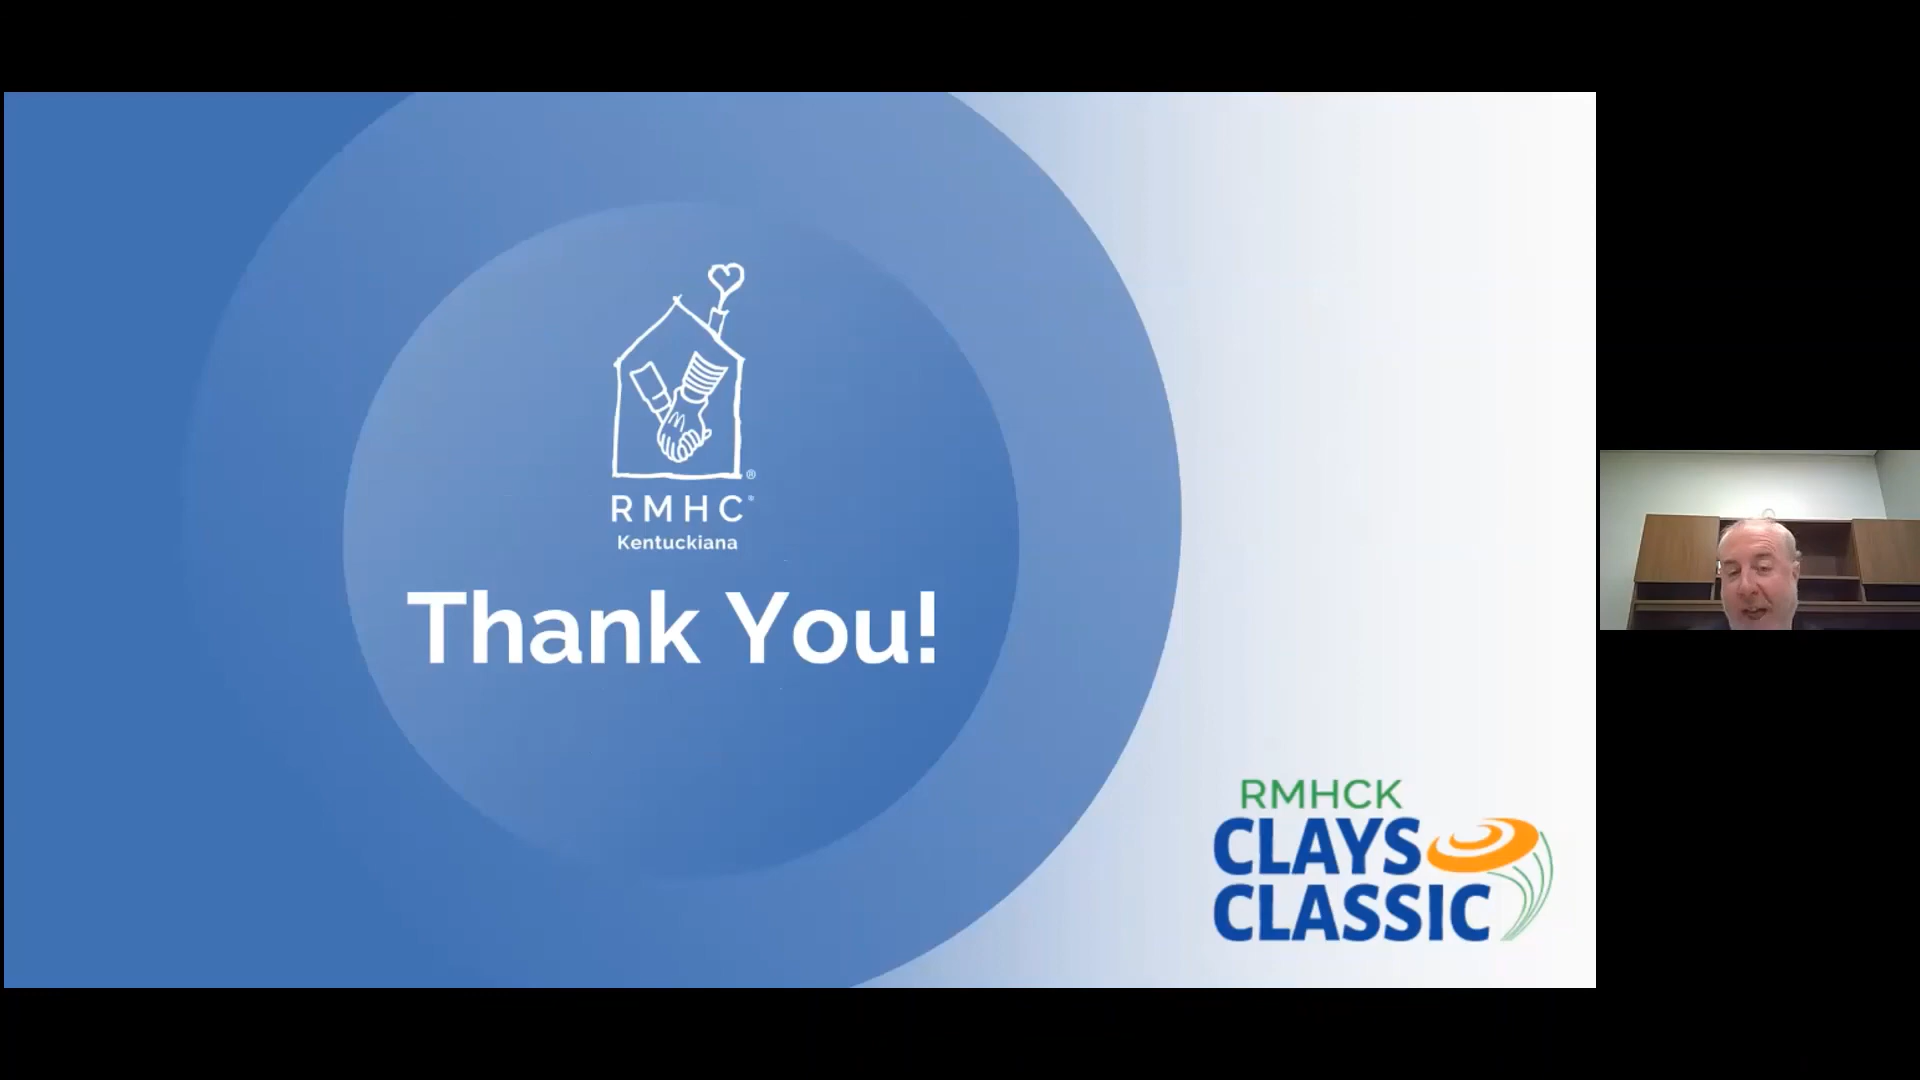 RMHC®
Kentuckiana
Thank You!
RMHCK
CLAYS
CLASSIC